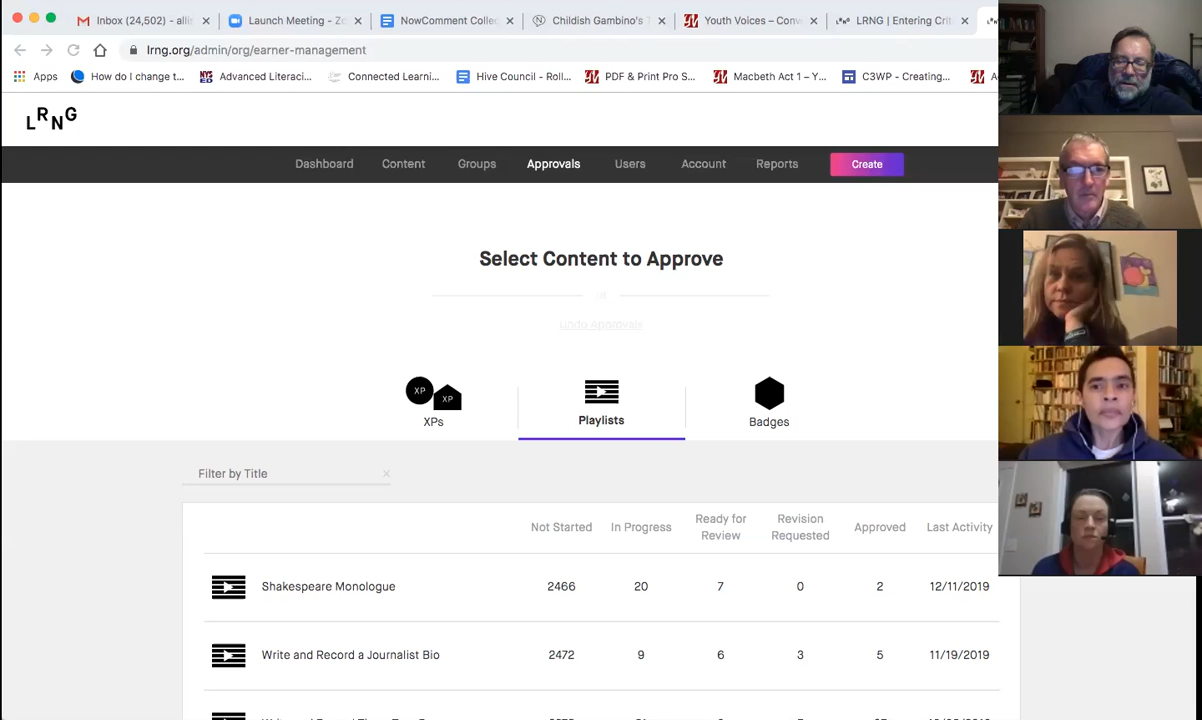 Inbox (24,502) - alli
Launch Meeting - Zo
NowComment Collec
Childish Gambino's T
Youth Voices – Conv
LRNG | Entering Crit
lrng.org/admin/org/earner-management
Apps
How do I change t...
Advanced Literaci...
Connected Learni...
Hive Council - Roll...
PDF & Print Pro S...
Macbeth Act 1 – Y...
C3WP - Creating...
LRNG
Dashboard
Content
Groups
Approvals
Users
Account
Reports
Create
Select Content to Approve
or
Undo Approvals
XP
XP
XPs
Playlists
Badges
Filter by Title
Not Started
In Progress
Ready for
Review
Revision
Requested
Approved
Last Activity
Shakespeare Monologue 2466 20 7 0 2 12/11/2019
Write and Record a Journalist Bio 2472 9 6 3 5 11/19/2019